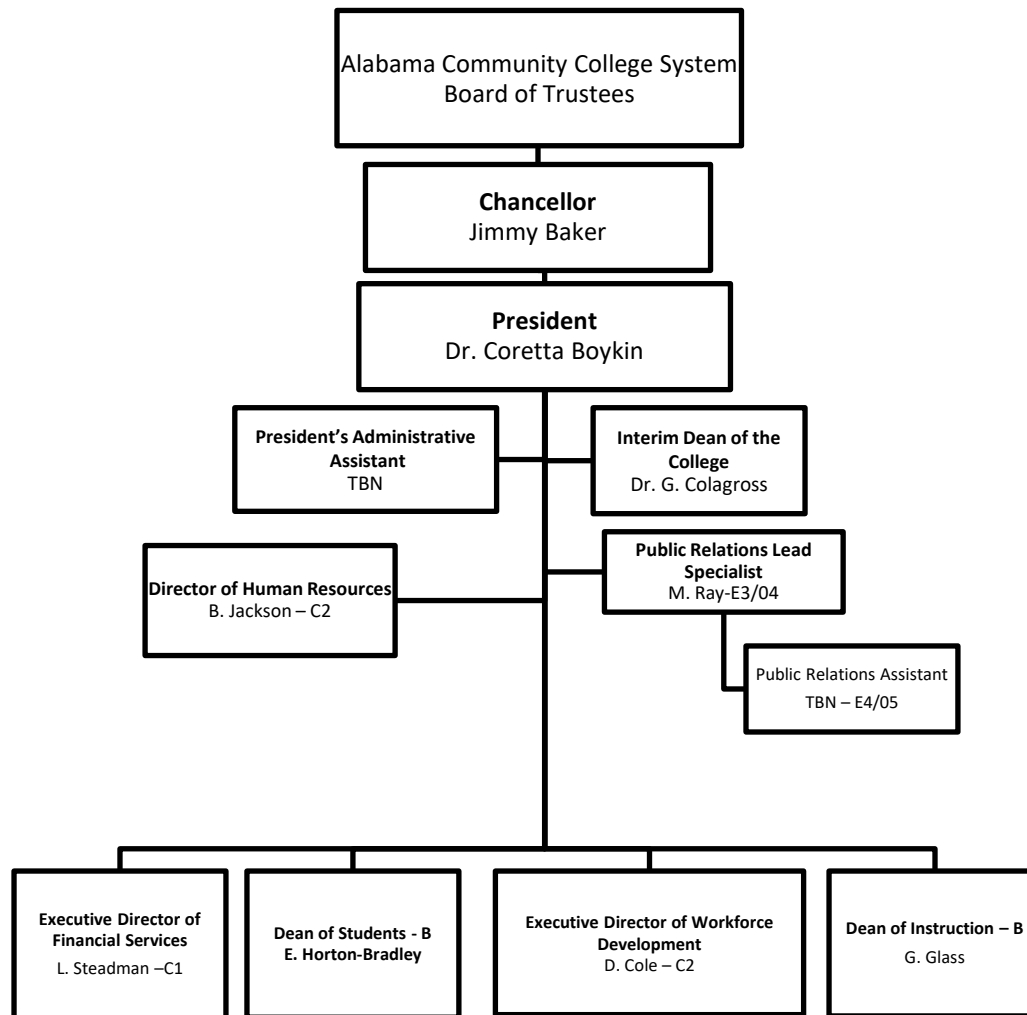 Alabama Community College System
Board of Trustees
Chancellor
Jimmy Baker
President
Dr. Coretta Boykin
President’s Administrative
Assistant
TBN
Interim Dean of the
College
Dr. G. Colagross
Director of Human Resources
B. Jackson – C2
Public Relations Lead
Specialist
M. Ray-E3/04
Public Relations Assistant
TBN – E4/05
Executive Director of
Financial Services
L. Steadman –C1
Dean of Students - B
E. Horton-Bradley
Executive Director of Workforce
Development
D. Cole – C2
Dean of Instruction – B
G. Glass